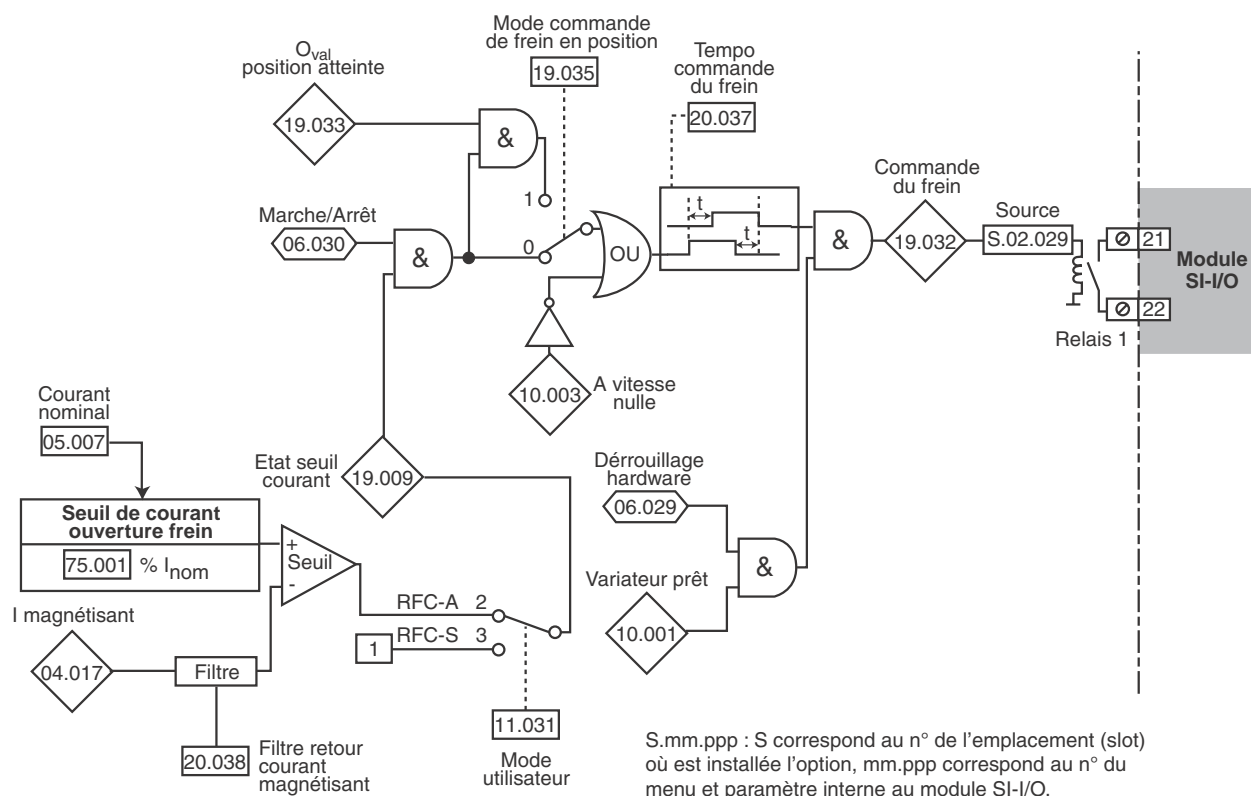 Mode commande
de frein en position
19.035
Oval
position atteinte
19.033
&
1
Tempo
commande
du frein
20.037
t
t
Marche/Arrêt
06.030
&
0
OU
&
Commande
du frein
19.032
Source
S.02.029
21
22
Module
SI-I/O
Relais 1
10.003
A vitesse
nulle
Courant
nominal
05.007
Etat seuil
courant
19.009
Dérrouillage
hardware
06.029
&
Variateur prêt
10.001
Seuil de courant
ouverture frein
75.001 % Inom
+
Seuil
-
I magnétisant
04.017
Filtre
20.038
Filtre retour
courant
magnétisant
RFC-A 2
1 RFC-S 3
11.031
Mode
utilisateur
S.mm.ppp : S correspond au n° de l'emplacement (slot)
où est installée l'option, mm.ppp correspond au n° du
menu et paramètre interne au module SI-I/O.